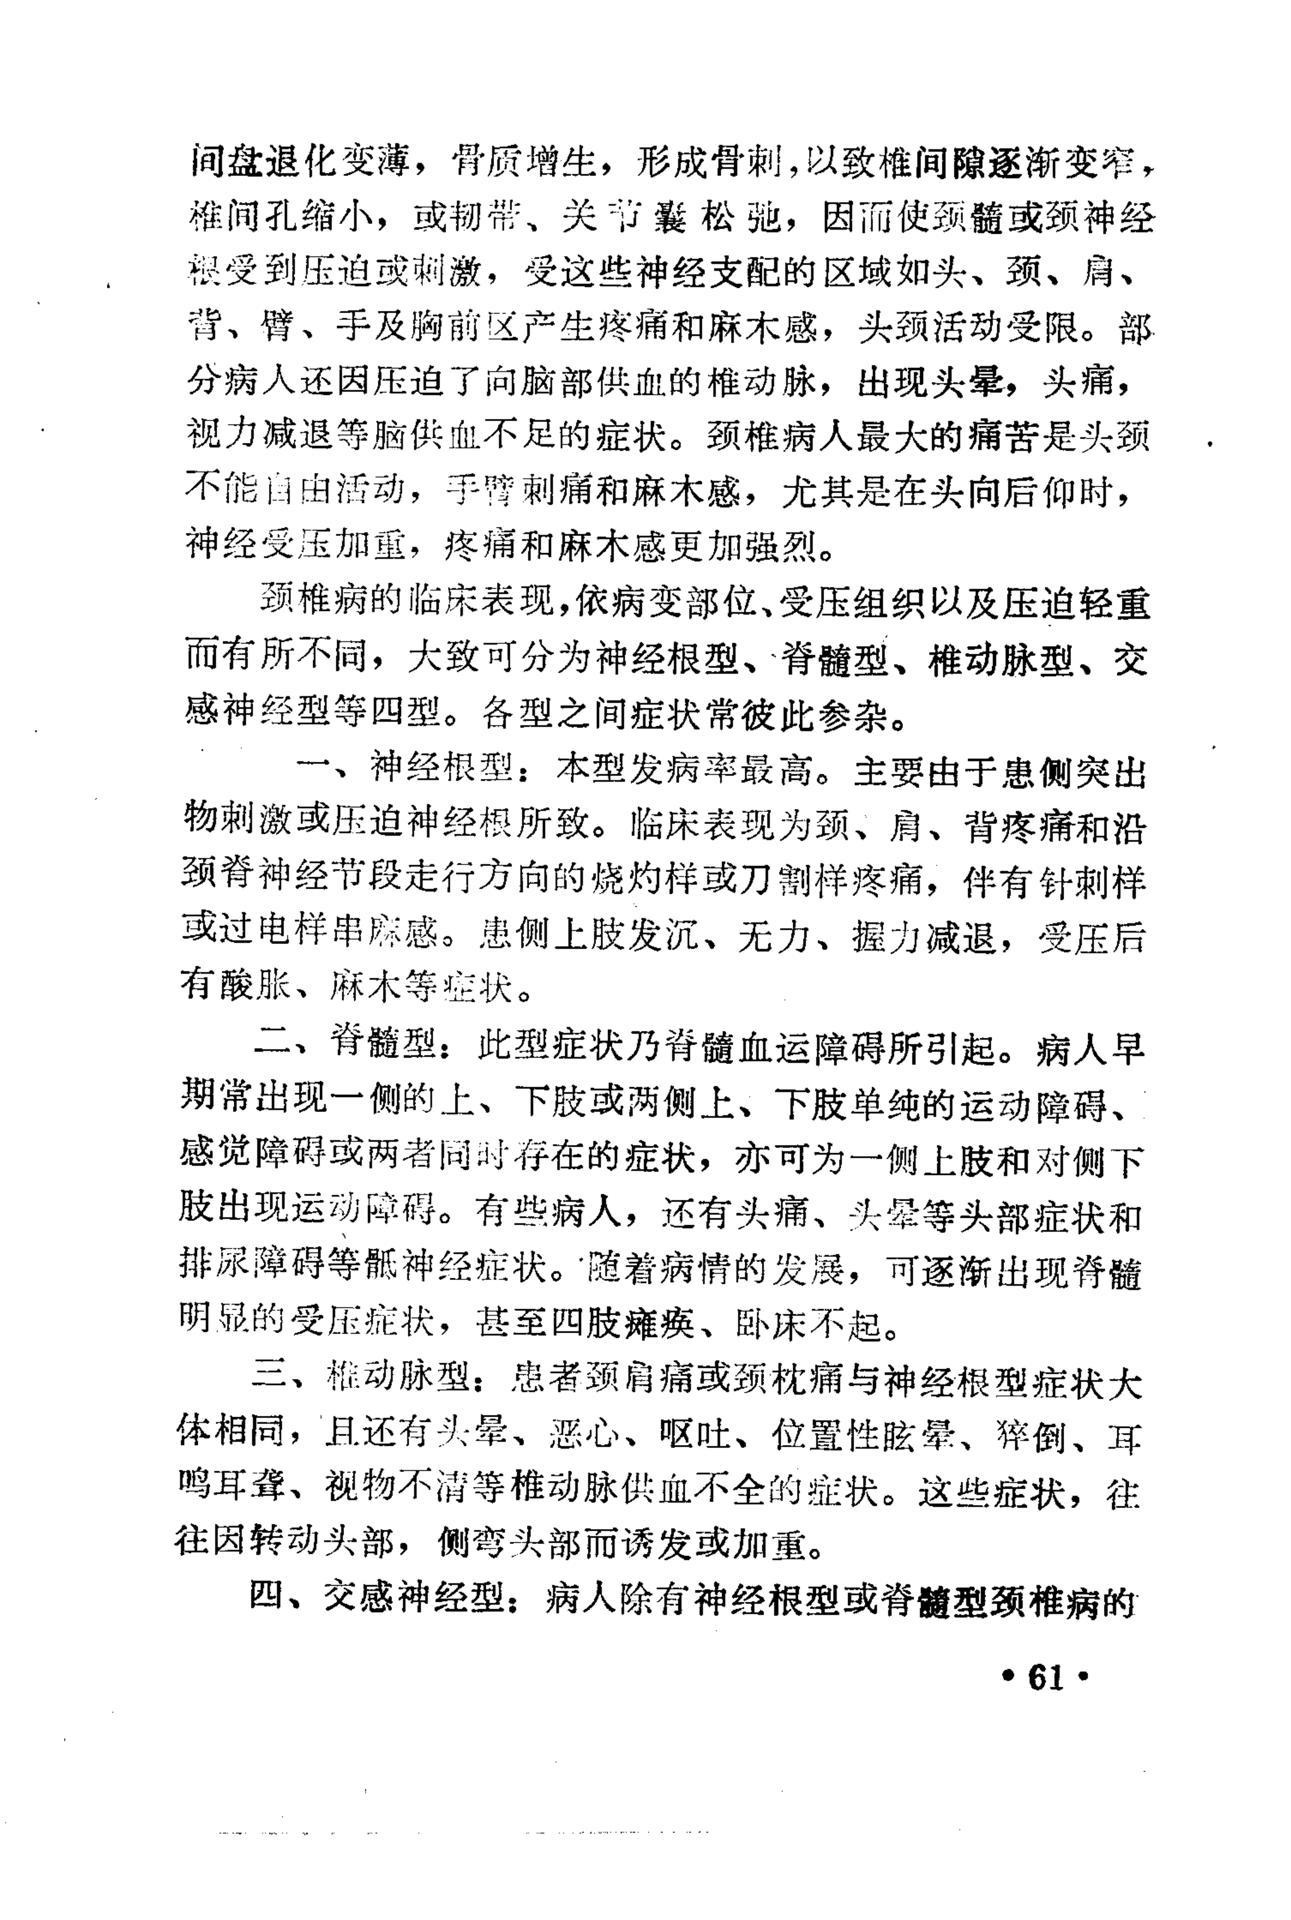 间盘退化变薄，骨质增生，形成骨刺，以致椎间隙逐渐变窄，
椎间孔缩小，或韧带、关节囊松弛，因而使颈髓或颈神经
根受到压迫或刺激，受这些神经支配的区域如头、颈、肩、
背、臂、手及胸前区产生疼痛和麻木感，头颈活动受限。部
分病人还因压迫了向脑部供血的椎动脉，出现头晕，头痛，
视力减退等脑供血不足的症状。颈椎病人最大的痛苦是头颈
不能自由活动，手臂刺痛和麻木感，尤其是在头向后仰时，
神经受压加重，疼痛和麻木感更加强烈。
颈椎病的临床表现，依病变部位、受压组织以及压迫轻重
而有所不同，大致可分为神经根型、脊髓型、椎动脉型、交
感神经型等四型。各型之间症状常彼此参杂。
一、神经根型：本型发病率最高。主要由于患侧突出
物刺激或压迫神经根所致。临床表现为颈、肩、背疼痛和沿
颈脊神经节段走行方向的烧灼样或刀割样疼痛，伴有针刺样
或过电样串麻感。患侧上肢发沉、无力、握力减退，受压后
有酸胀、麻木等症状。
二、脊髓型：此型症状乃脊髓血运障碍所引起。病人早
期常出现一侧的上、下肢或两侧上、下肢单纯的运动障碍、
感觉障碍或两者同时存在的症状，亦可为一侧上肢和对侧下
肢出现运动障碍。有些病人，还有头痛、头晕等头部症状和
排尿障碍等骶神经症状。随着病情的发展，可逐渐出现脊髓
明显的受压症状，甚至四肢瘫痪、卧床不起。
三、椎动脉型：患者颈肩痛或颈枕痛与神经根型症状大
体相同，且还有头晕、恶心、呕吐、位置性眩晕、猝倒、耳
鸣耳聋、视物不清等椎动脉供血不全的症状。这些症状，往
往因转动头部，侧弯头部而诱发或加重。
四、交感神经型：病人除有神经根型或脊髓型颈椎病的
•61•